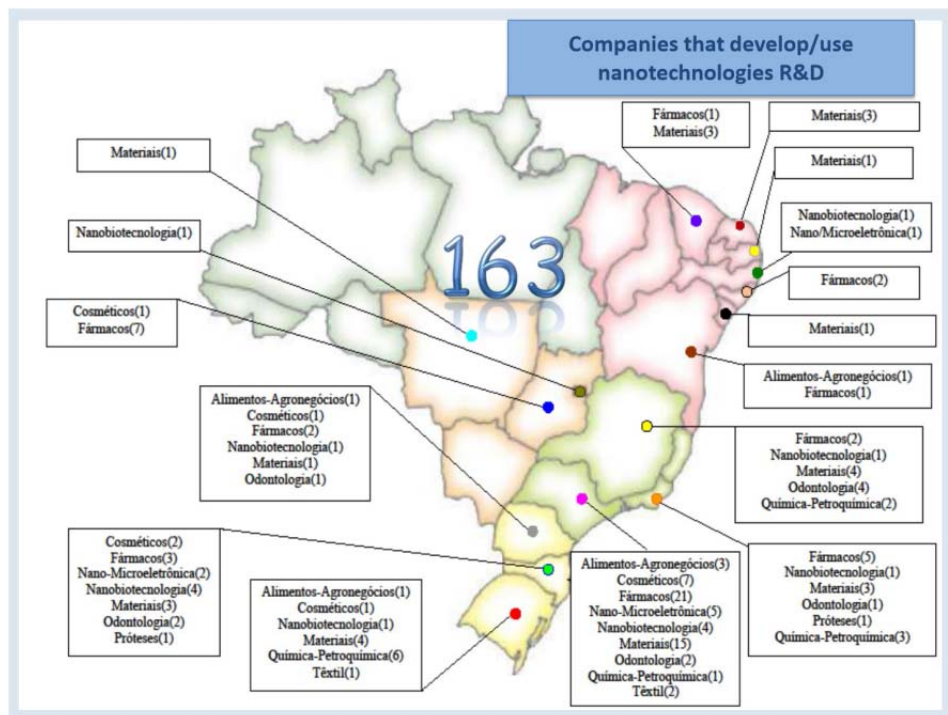 Companies that develop/use
nanotechnologies R&D
Fármacos(1)
Materiais(3)
Materiais(3)
Materiais(1)
Materiais(1)
Nanobiotecnologia(1)
Nano/Microeletrônica(1)
Nanobiotecnologia(1)
163
Fármacos(2)
Cosméticos(1)
Fármacos(7)
Materiais(1)
Alimentos-Agronegócios(1)
Fármacos(1)
Alimentos-Agronegócios(1)
Cosméticos(1)
Fármacos(2)
Nanobiotecnologia(1)
Materiais(1)
Odontologia(1)
Fármacos(2)
Nanobiotecnologia(1)
Materiais(4)
Odontologia(4)
Química-Petroquímica(2)
Cosméticos(2)
Fármacos(3)
Nano-Microeletrônica(2)
Nanobiotecnologia(4)
Materiais(3)
Odontologia(2)
Próteses(1)
Alimentos-Agronegócios(1)
Cosméticos(1)
Nanobiotecnologia(1)
Materiais(4)
Química-Petroquímica(6)
Têxtil(1)
Alimentos-Agronegócios(3)
Cosméticos(7)
Fármacos(21)
Nano-Microeletrônica(5)
Nanobiotecnologia(4)
Materiais(15)
Odontologia(2)
Química-Petroquímica(1)
Têxtil(2)
Fármacos(5)
Nanobiotecnologia(1)
Materiais(3)
Odontologia(1)
Próteses(1)
Química-Petroquímica(3)